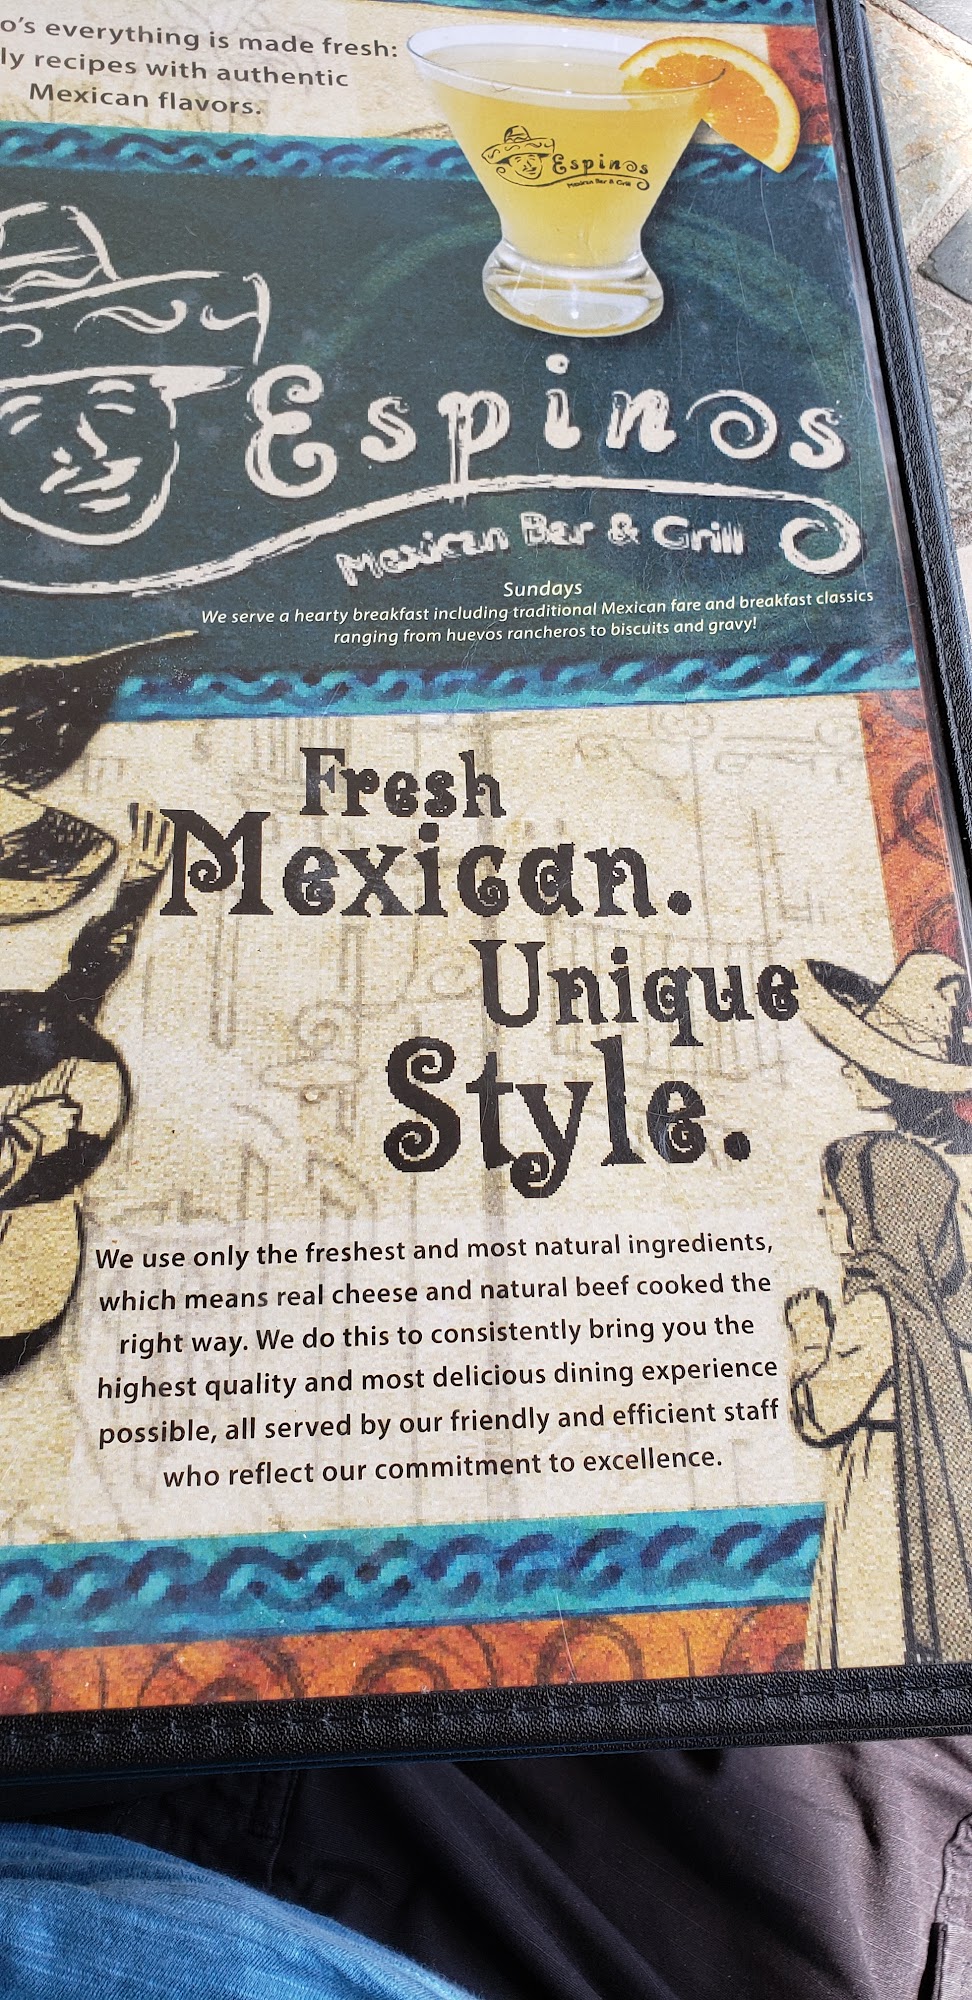 o's everything is made fresh:
ly recipes with authentic
Mexican flavors.
Espinos
Mexican Bar & Grill
Espinos
Mexican Bar & Grill
Sundays
We serve a hearty breakfast including traditional Mexican fare and breakfast classics
ranging from huevos rancheros to biscuits and gravy!
Fresh
Mexican.
Unique
Style.
We use only the freshest and most natural ingredients,
which means real cheese and natural beef cooked the
right way. We do this to consistently bring you the
highest quality and most delicious dining experience
possible, all served by our friendly and efficient staff
who reflect our commitment to excellence.